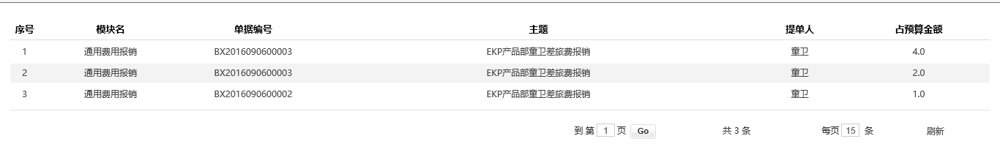 序号 模块名 单据编号 主题 提单人 占预算金额
1 通用费用报销 BX2016090600003 EKP产品部童卫差旅费报销 童卫 4.0
2 通用费用报销 BX2016090600003 EKP产品部童卫差旅费报销 童卫 2.0
3 通用费用报销 BX2016090600002 EKP产品部童卫差旅费报销 童卫 1.0
到 第 1 页 Go 共 3 条 每页 15 条 刷新